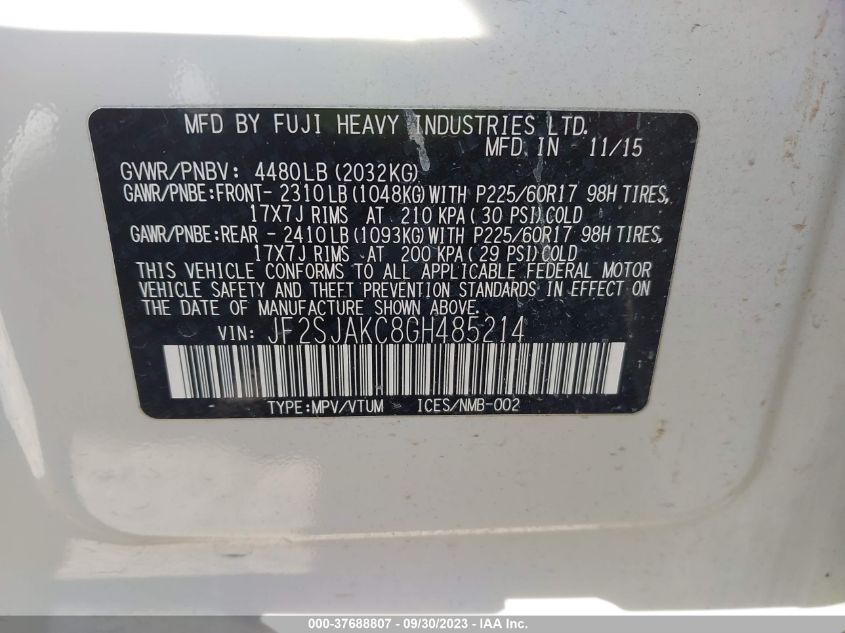 MFD BY FUJI HEAVY INDUSTRIES LTD.
MFD. IN 11/15
GVWR/PNBV: 4480LB (2032KG)
GAWR/PNBE:FRONT- 2310LB (1048KG) WITH P225/60R17 98H TIRES,
17X7J RIMS AT 210 KPA (30 PSI) COLD
GAWR/PNBE:REAR - 2410LB (1093KG) WITH P225/60R17 98H TIRES,
17X7J RIMS AT 200 KPA (29 PSI) COLD
THIS VEHICLE CONFORMS TO ALL APPLICABLE FEDERAL MOTOR
VEHICLE SAFETY AND THEFT PREVENTION STANDARDS IN EFFECT ON
THE DATE OF MANUFACTURE SHOWN ABOVE.
VIN: JF2SJAKC8GH485214
TYPE:MPV/VTUM ICES/NMB-002
000-37688807 - 09/30/2023 - IAA Inc.